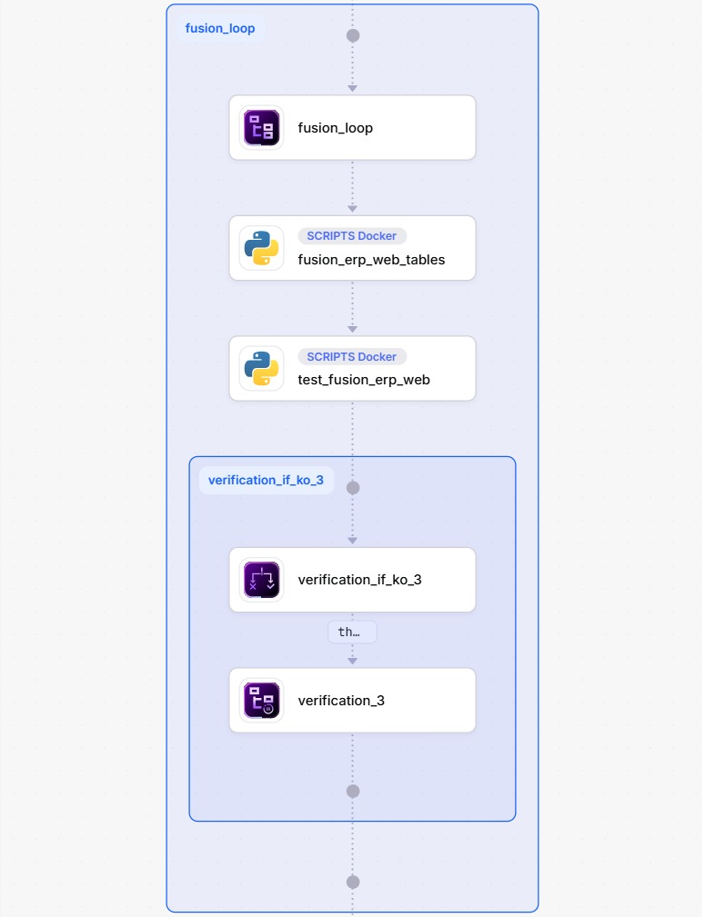 fusion_loop
fusion_loop
SCRIPTS Docker
fusion_erp_web_tables
SCRIPTS Docker
test_fusion_erp_web
verification_if_ko_3
verification_if_ko_3
th…
verification_3